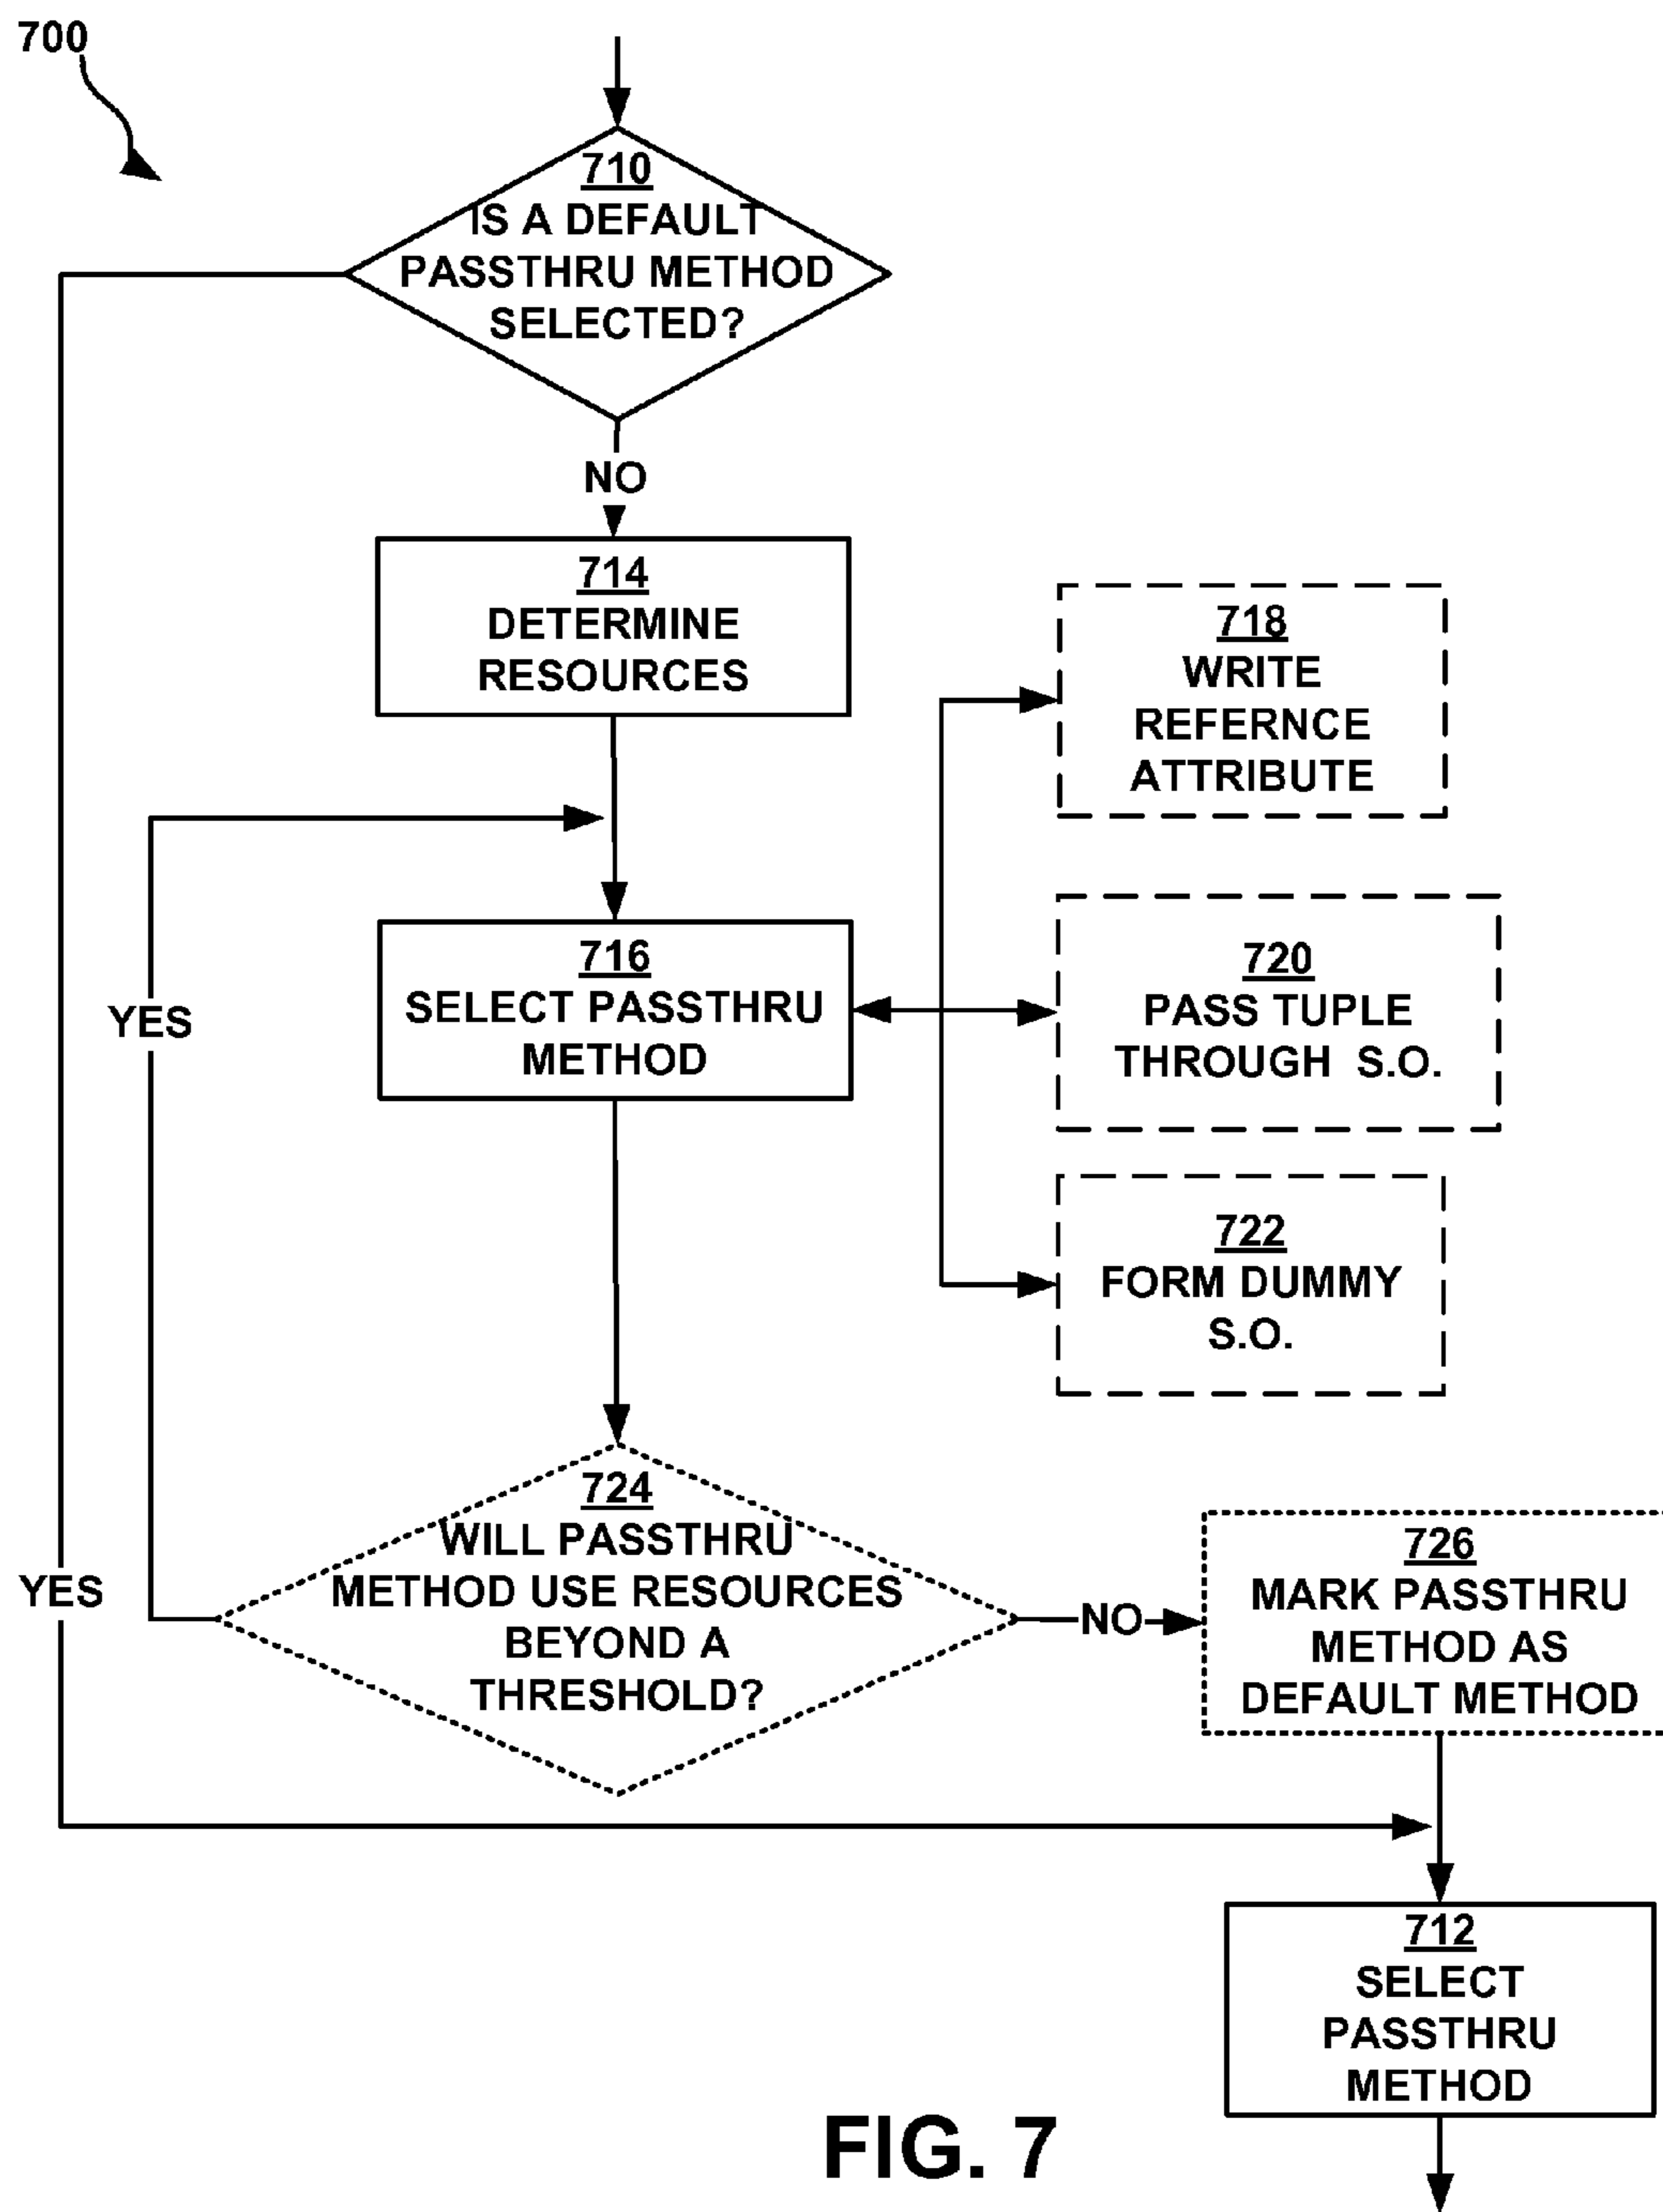 700
710
IS A DEFAULT
PASSTHRU METHOD
SELECTED?
NO
714
DETERMINE
RESOURCES
718
WRITE
REFERNCE
ATTRIBUTE
716
SELECT PASSTHRU
METHOD
720
PASS TUPLE
THROUGH S.O.
YES
722
FORM DUMMY
S.O.
724
WILL PASSTHRU
METHOD USE RESOURCES
BEYOND A
THRESHOLD?
YES
NO
726
MARK PASSTHRU
METHOD AS
DEFAULT METHOD
712
SELECT
PASSTHRU
METHOD
FIG. 7